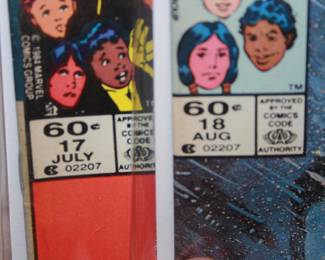 © 1984 MARVEL
COMICS GROUP
60¢
17
JULY
02207
APPROVED
BY THE
COMICS
CODE
AUTHORITY
GROUP
TM
60¢
18
AUG
02207
APPROVED
BY THE
COMICS
CODE
AUTHORITY